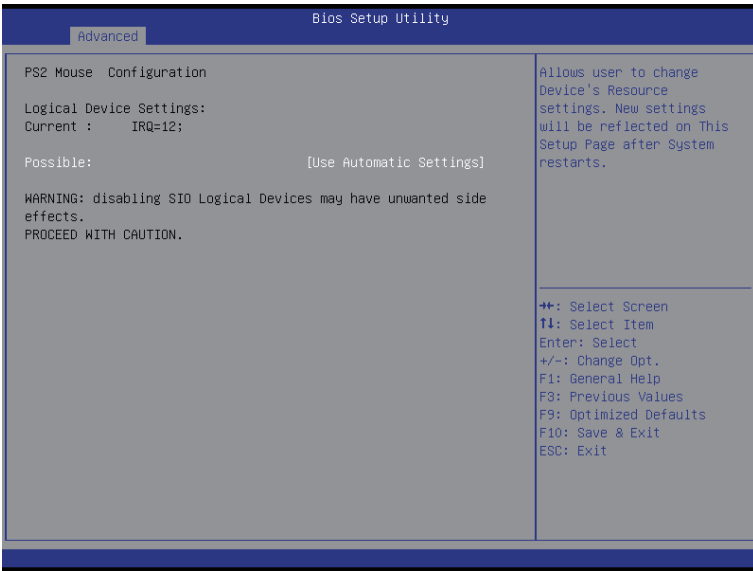 Bios Setup Utility
Advanced
PS2 Mouse Configuration
Logical Device Settings:
Current : IRQ=12;
Possible: [Use Automatic Settings]
WARNING: disabling SIO Logical Devices may have unwanted side
effects.
PROCEED WITH CAUTION.
Allows user to change
Device's Resource
settings. New settings
will be reflected on This
Setup Page after System
restarts.
→←: Select Screen
↑↓: Select Item
Enter: Select
+/-: Change Opt.
F1: General Help
F3: Previous Values
F9: Optimized Defaults
F10: Save & Exit
ESC: Exit